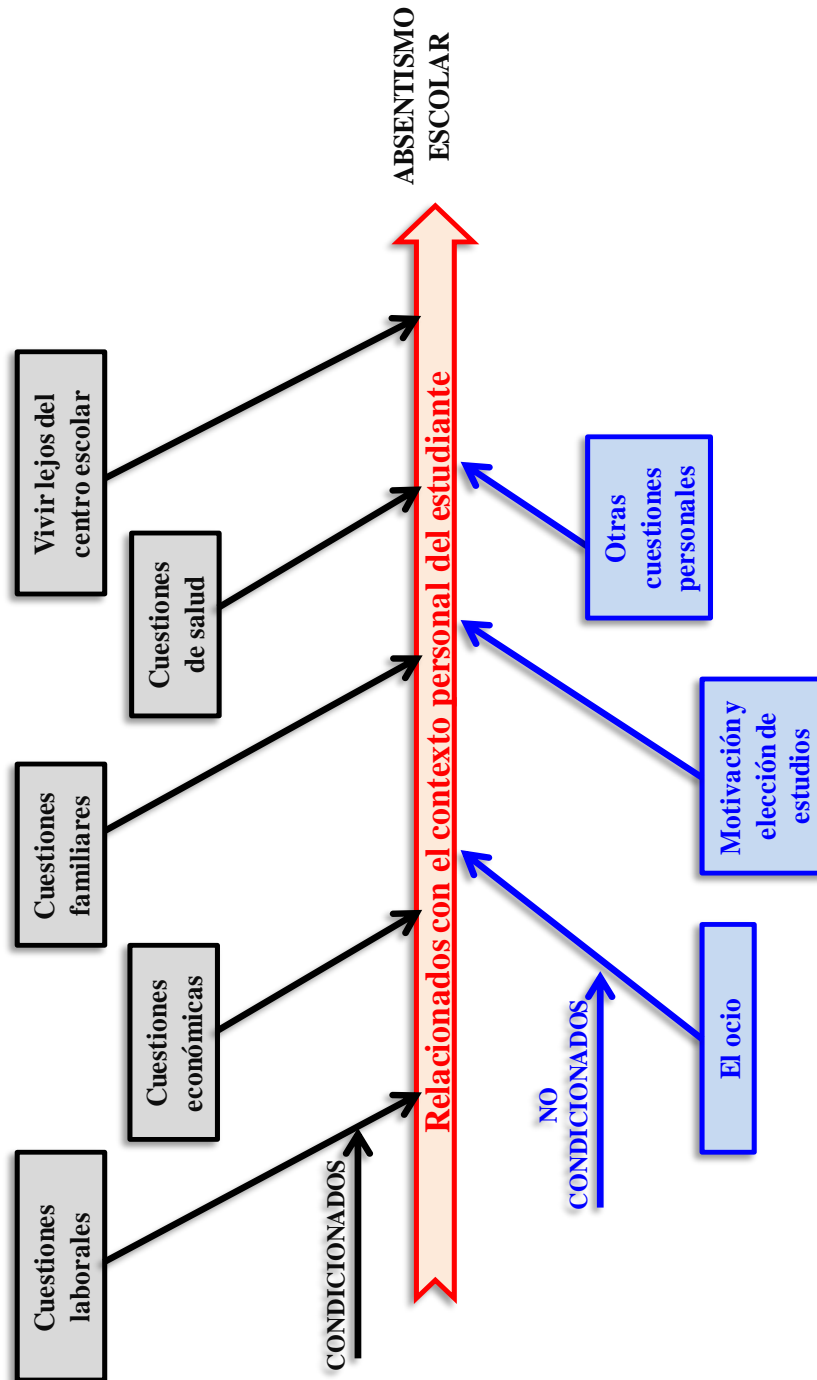 Cuestiones
laborales
Cuestiones
económicas
Cuestiones
familiares
Cuestiones
de salud
Vivir lejos del
centro escolar
CONDICIONADOS
Relacionados con el contexto personal del estudiante
ABSENTISMO
ESCOLAR
NO
CONDICIONADOS
El ocio
Motivación y
elección de
estudios
Otras
cuestiones
personales